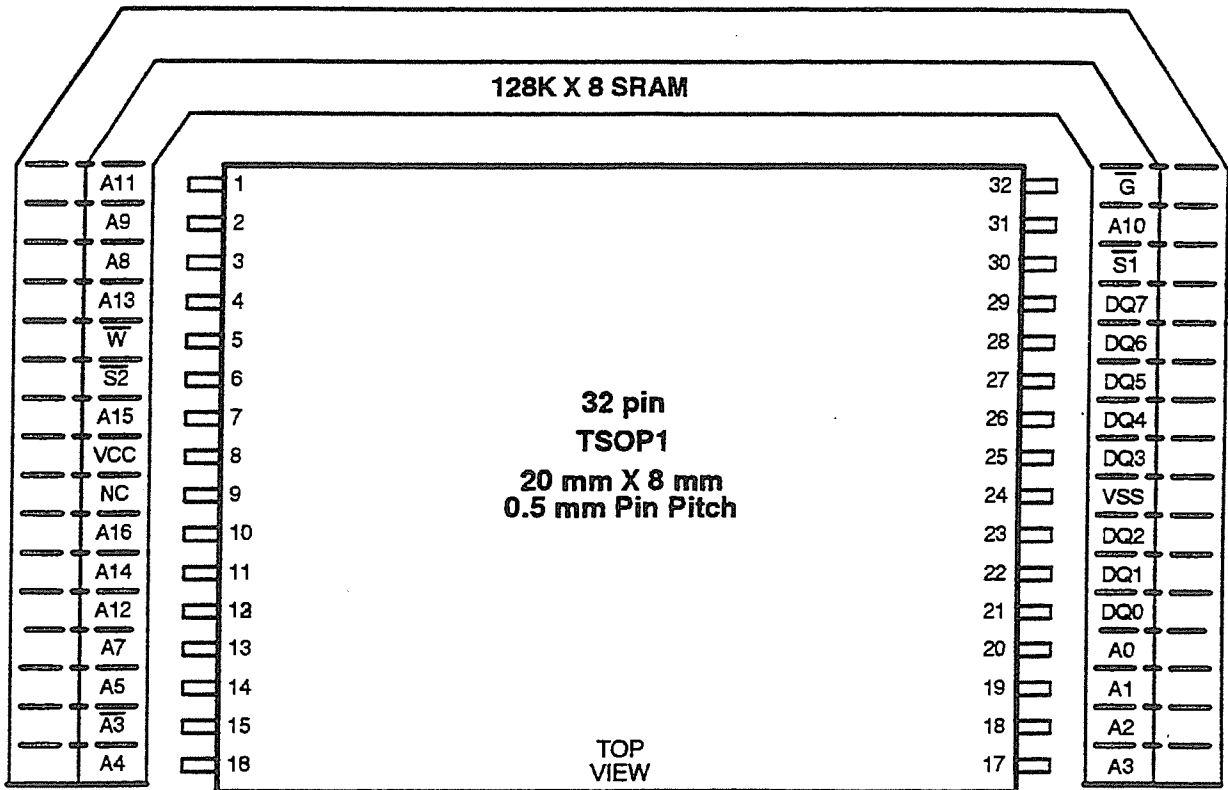 128K X 8 SRAM
A11 1 32 G̅
A9 2 31 A10
A8 3 30 S̅1̅
A13 4 29 DQ7
W̅ 5 28 DQ6
S̅2̅ 6 27 DQ5
A15 7 26 DQ4
VCC 8 25 DQ3
NC 9 24 VSS
A16 10 23 DQ2
A14 11 22 DQ1
A12 12 21 DQ0
A7 13 20 A0
A5 14 19 A1
A̅3̅ 15 18 A2
A4 16 17 A3
32 pin
TSOP1
20 mm X 8 mm
0.5 mm Pin Pitch
TOP
VIEW